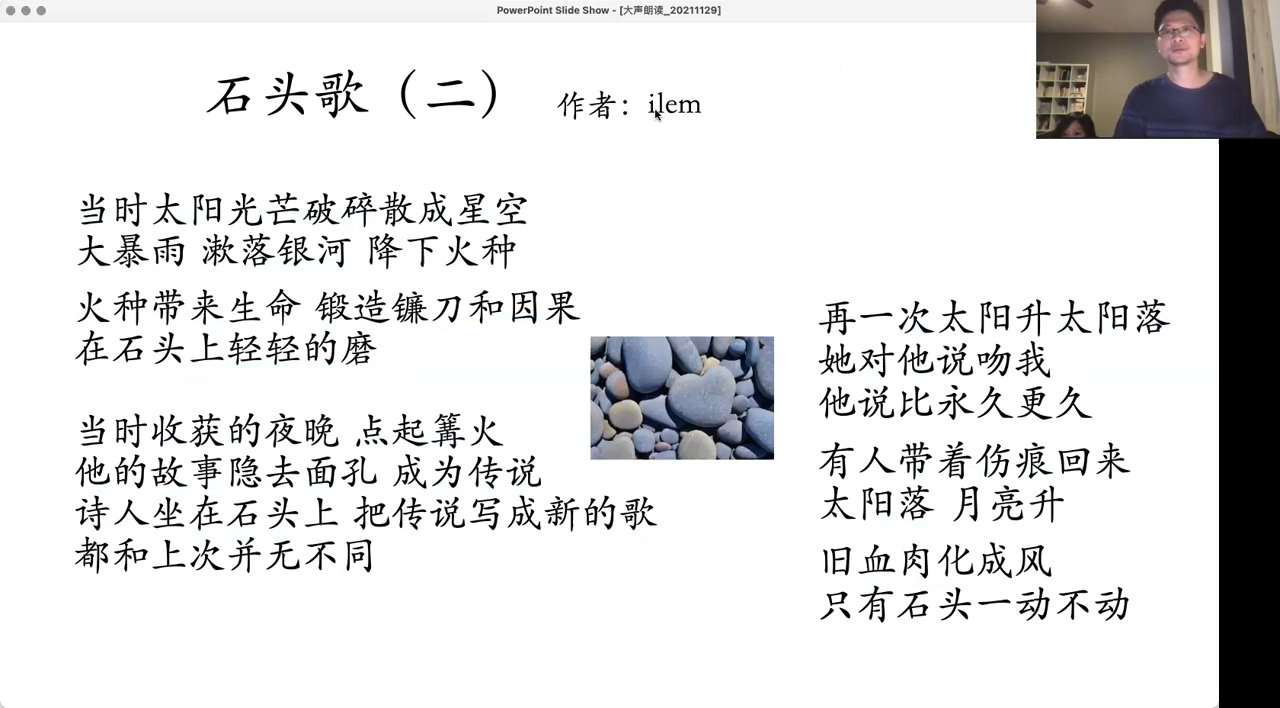 PowerPoint Slide Show - [大声朗读_20211129]
石头歌（二） 作者：ilem
当时太阳光芒破碎散成星空
大暴雨 漱落银河 降下火种
火种带来生命 锻造镰刀和因果
在石头上轻轻的磨
当时收获的夜晚 点起篝火
他的故事隐去面孔 成为传说
诗人坐在石头上 把传说写成新的歌
都和上次并无不同
再一次太阳升太阳落
她对他说吻我
他说比永久更久
有人带着伤痕回来
太阳落 月亮升
旧血肉化成风
只有石头一动不动